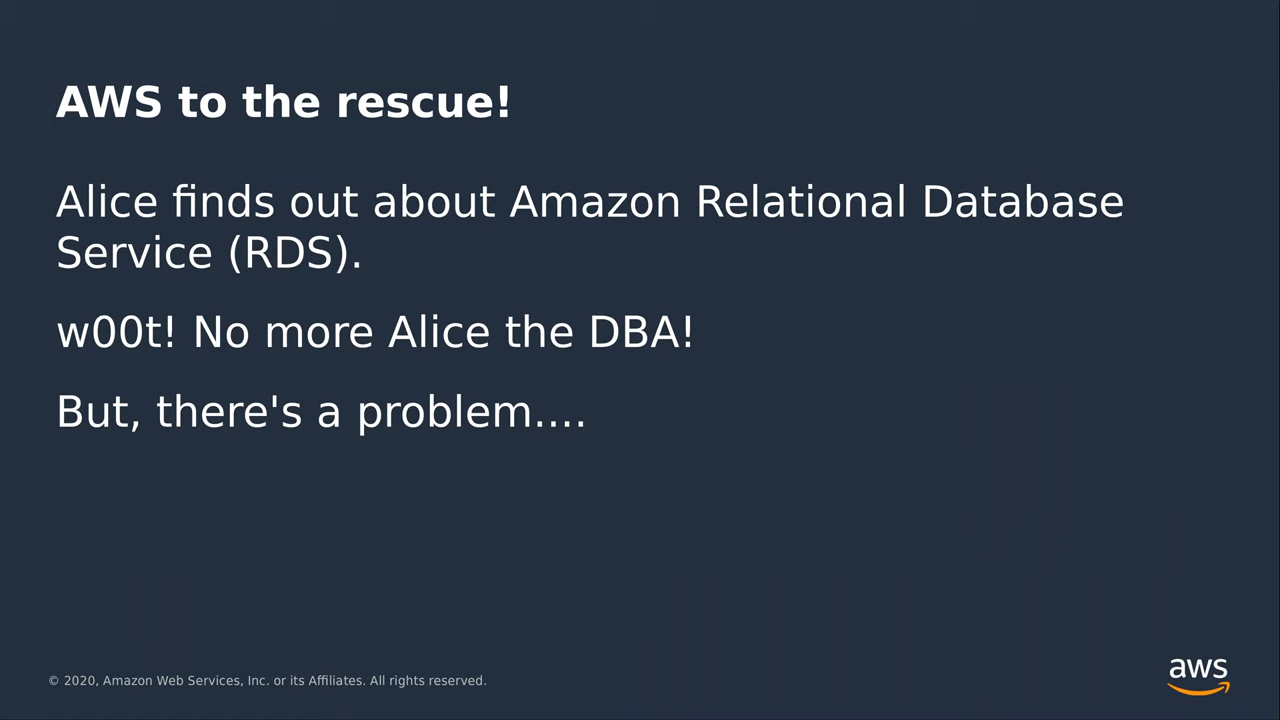 AWS to the rescue!
Alice finds out about Amazon Relational Database
Service (RDS).
w00t! No more Alice the DBA!
But, there's a problem....
© 2020, Amazon Web Services, Inc. or its Affiliates. All rights reserved.
aws